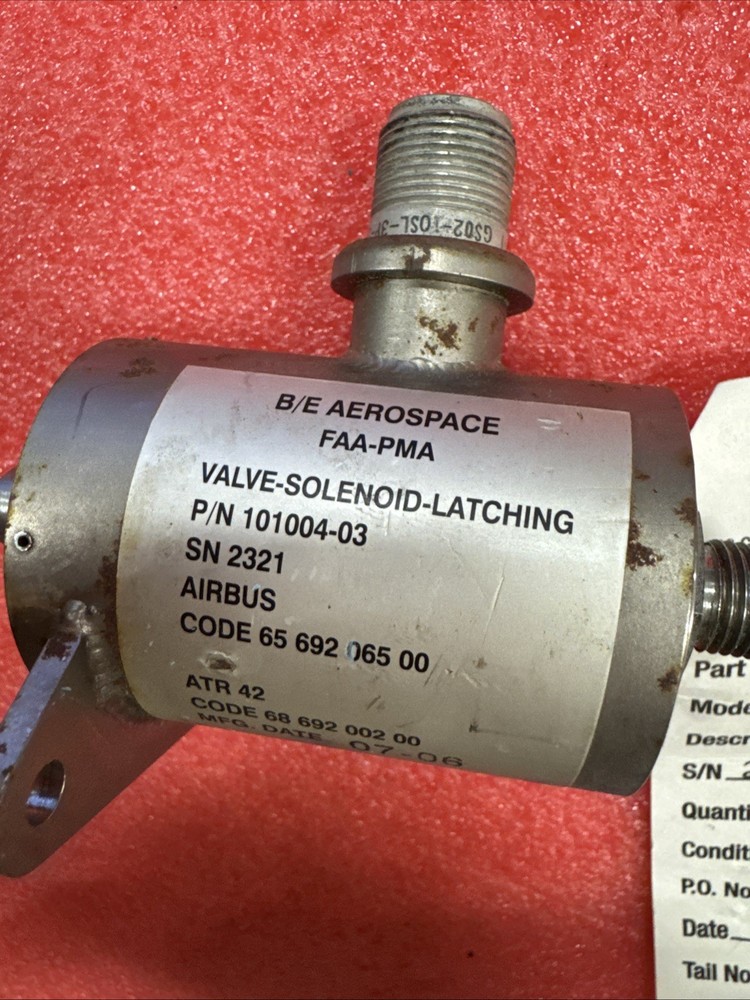 GS02-10SL-3P
B/E AEROSPACE
FAA-PMA
VALVE-SOLENOID-LATCHING
P/N 101004-03
SN 2321
AIRBUS
CODE 65 692 065 00
ATR 42
CODE 68 692 002 00
MFG. DATE 07-06
Part
Mode
Descr
S/N 2
Quanti
Condit
P.O. No
Date
Tail No